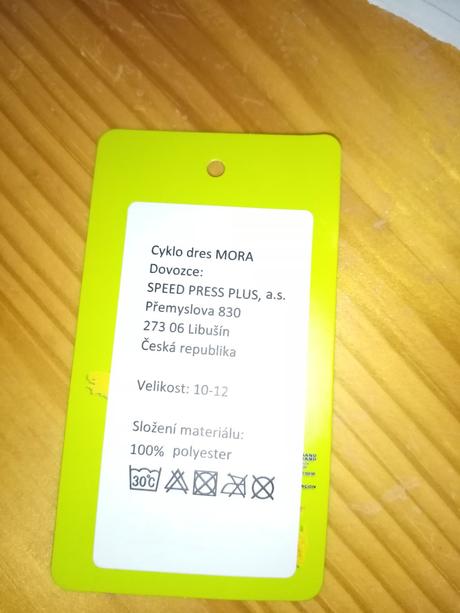 Cyklo dres MORA
Dovozce:
SPEED PRESS PLUS, a.s.
Přemyslova 830
273 06 Libušín
Česká republika
Velikost: 10-12
Složení materiálu:
100% polyester
30°C